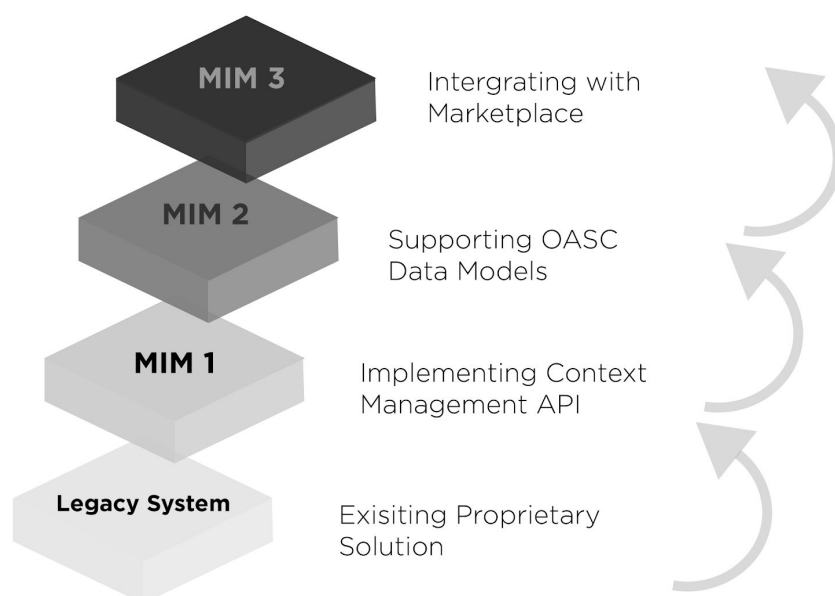 MIM 3
Intergrating with
Marketplace
MIM 2
Supporting OASC
Data Models
MIM 1
Implementing Context
Management API
Legacy System
Exisiting Proprietary
Solution